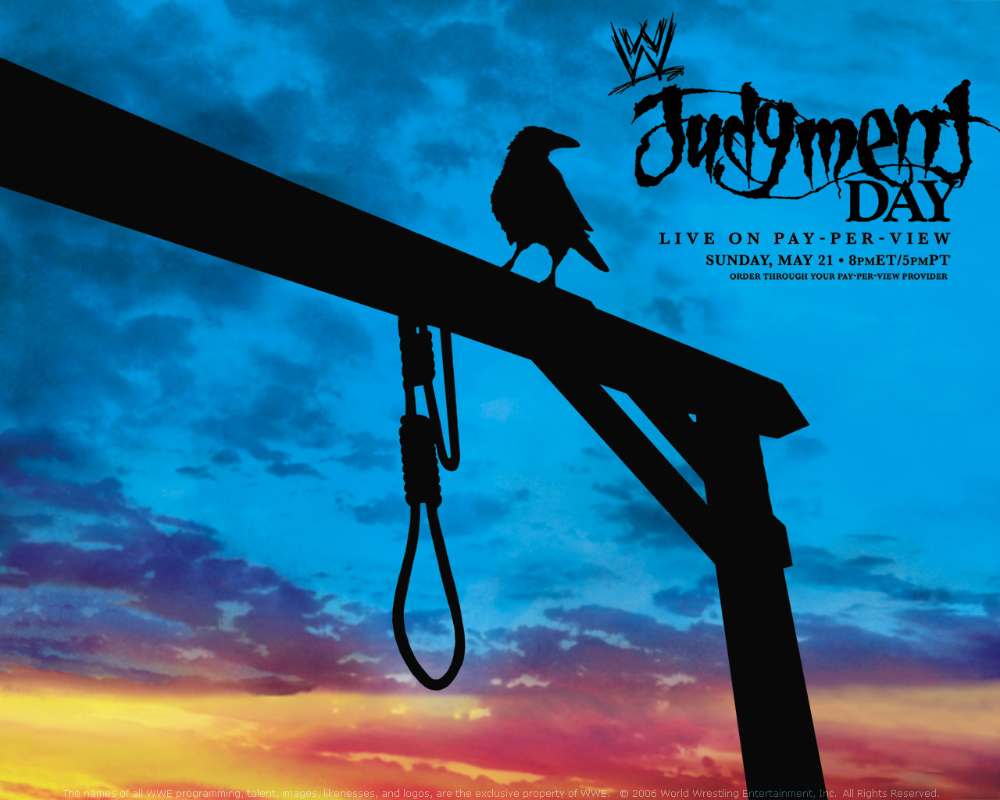 W
Judgment
DAY
LIVE ON PAY-PER-VIEW
SUNDAY, MAY 21 • 8PMET/5PMPT
ORDER THROUGH YOUR PAY-PER-VIEW PROVIDER
The names of all WWE programming, talent, images, likenesses, and logos, are the exclusive property of WWE. © 2006 World Wrestling Entertainment, Inc. All Rights Reserved.